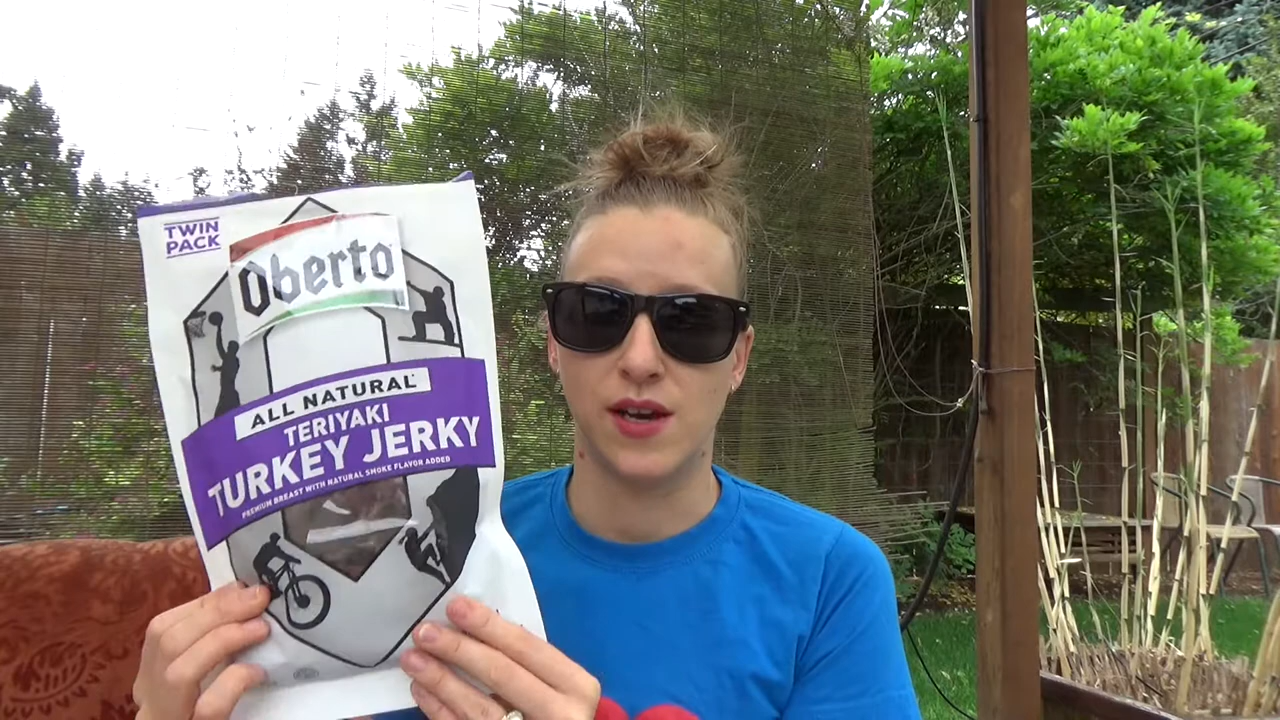 TWIN
PACK
Oberto
ALL NATURAL*
TERIYAKI
TURKEY JERKY
PREMIUM BREAST WITH NATURAL SMOKE FLAVOR ADDED